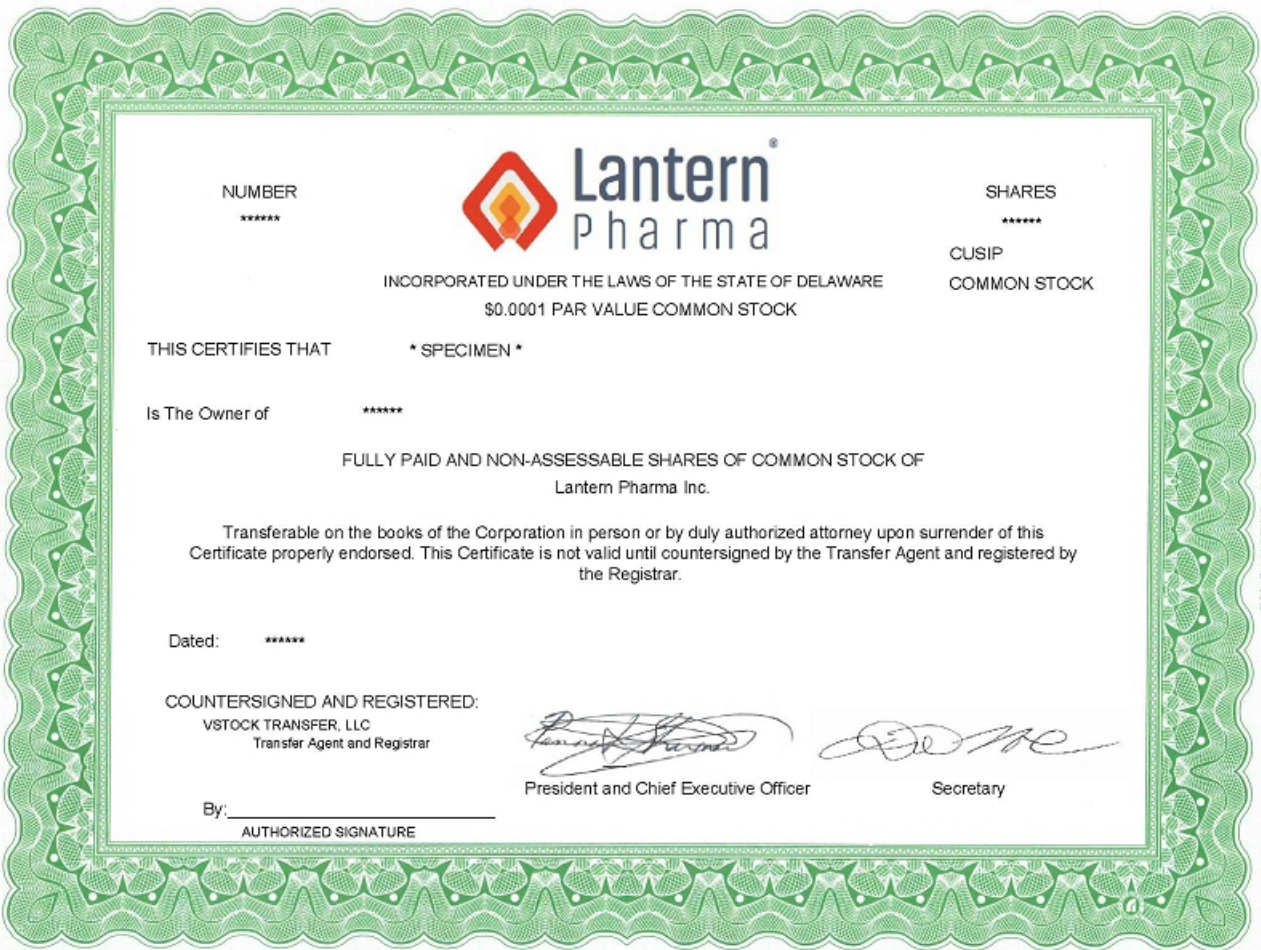 Lantern®
Pharma
NUMBER
******
SHARES
******
CUSIP
COMMON STOCK
INCORPORATED UNDER THE LAWS OF THE STATE OF DELAWARE
$0.0001 PAR VALUE COMMON STOCK
THIS CERTIFIES THAT * SPECIMEN *
Is The Owner of ******
FULLY PAID AND NON-ASSESSABLE SHARES OF COMMON STOCK OF
Lantern Pharma Inc.
Transferable on the books of the Corporation in person or by duly authorized attorney upon surrender of this
Certificate properly endorsed. This Certificate is not valid until countersigned by the Transfer Agent and registered by
the Registrar.
Dated: ******
COUNTERSIGNED AND REGISTERED:
VSTOCK TRANSFER, LLC
Transfer Agent and Registrar
President and Chief Executive Officer
Secretary
By:
AUTHORIZED SIGNATURE